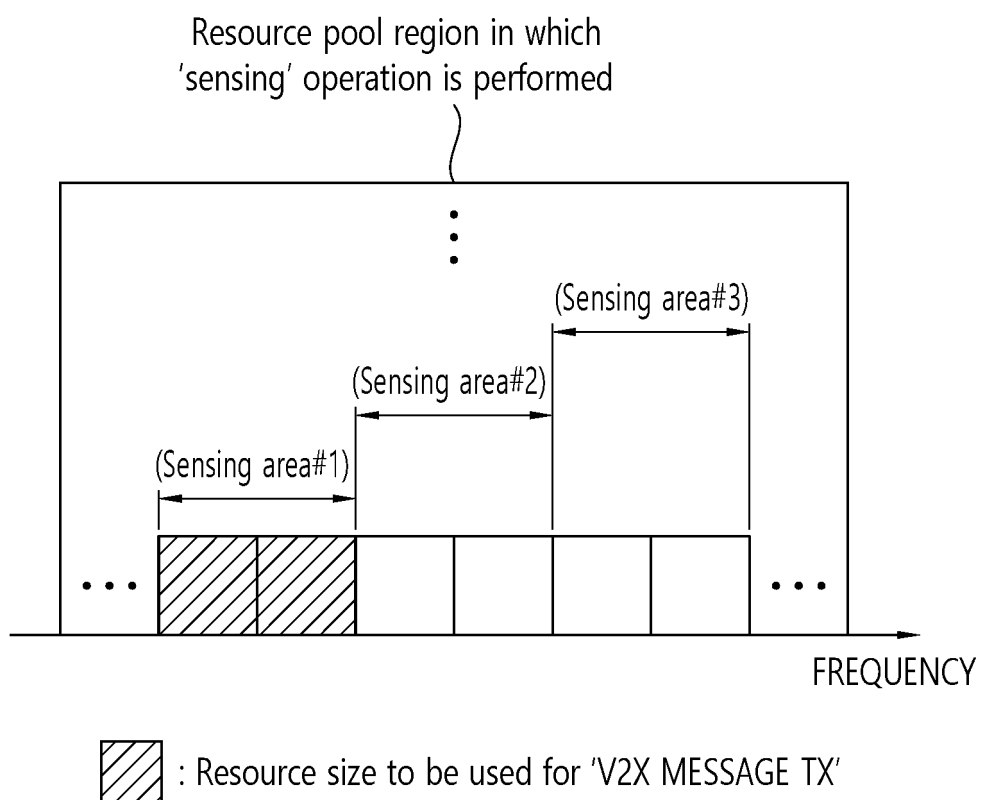 Resource pool region in which
'sensing' operation is performed
(Sensing area#3)
(Sensing area#2)
(Sensing area#1)
FREQUENCY
: Resource size to be used for 'V2X MESSAGE TX'